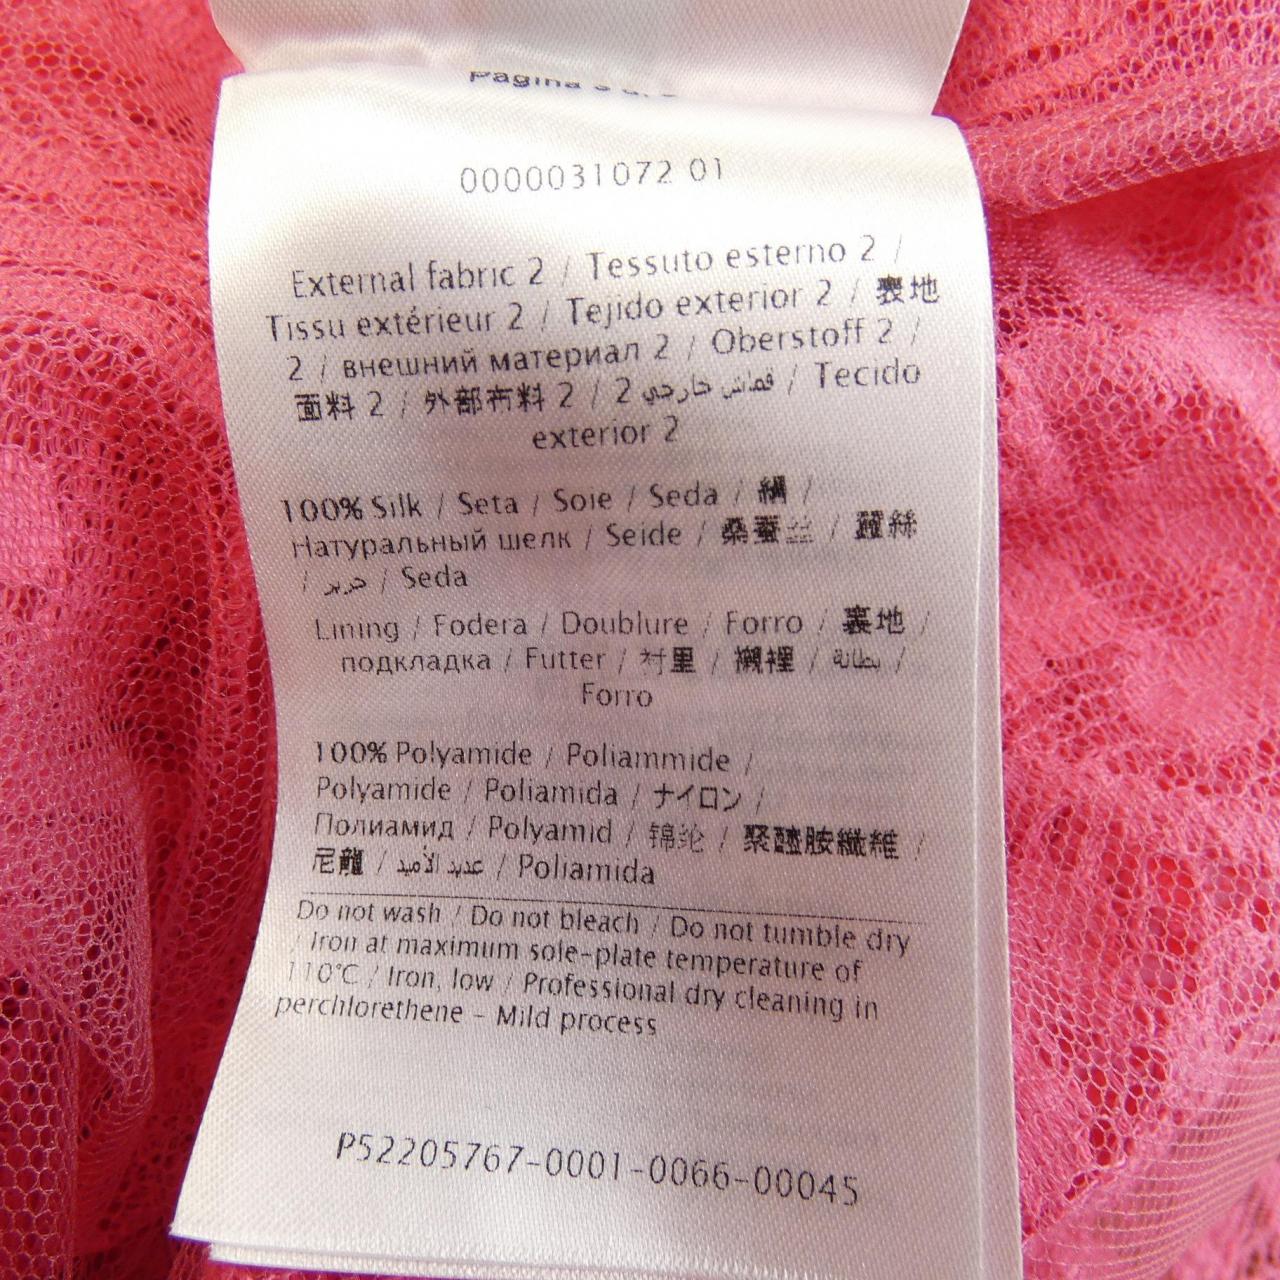 Pagina
0000031072 01
External fabric 2 / Tessuto esterno 2 /
Tissu extérieur 2 / Tejido exterior 2 / 表地
2 / внешний материал 2 / Oberstoff 2 /
面料 2 / 外部布料 2 / قماش خارجي 2 / Tecido
exterior 2
100% Silk / Seta / Soie / Seda / 絹 /
Натуральный шелк / Seide / 桑蚕丝 / 蠶絲
/ حرير / Seda
Lining / Fodera / Doublure / Forro / 裏地 /
подкладка / Futter / 衬里 / 襯裡 / بطانة /
Forro
100% Polyamide / Poliammide /
Polyamide / Poliamida / ナイロン /
Полиамид / Polyamid / 锦纶 / 聚醯胺纖維 /
尼龍 / عديد الأميد / Poliamida
Do not wash / Do not bleach / Do not tumble dry
/ Iron at maximum sole-plate temperature of
110°C / Iron, low / Professional dry cleaning in
perchlorethene - Mild process
P52205767-0001-0066-00045